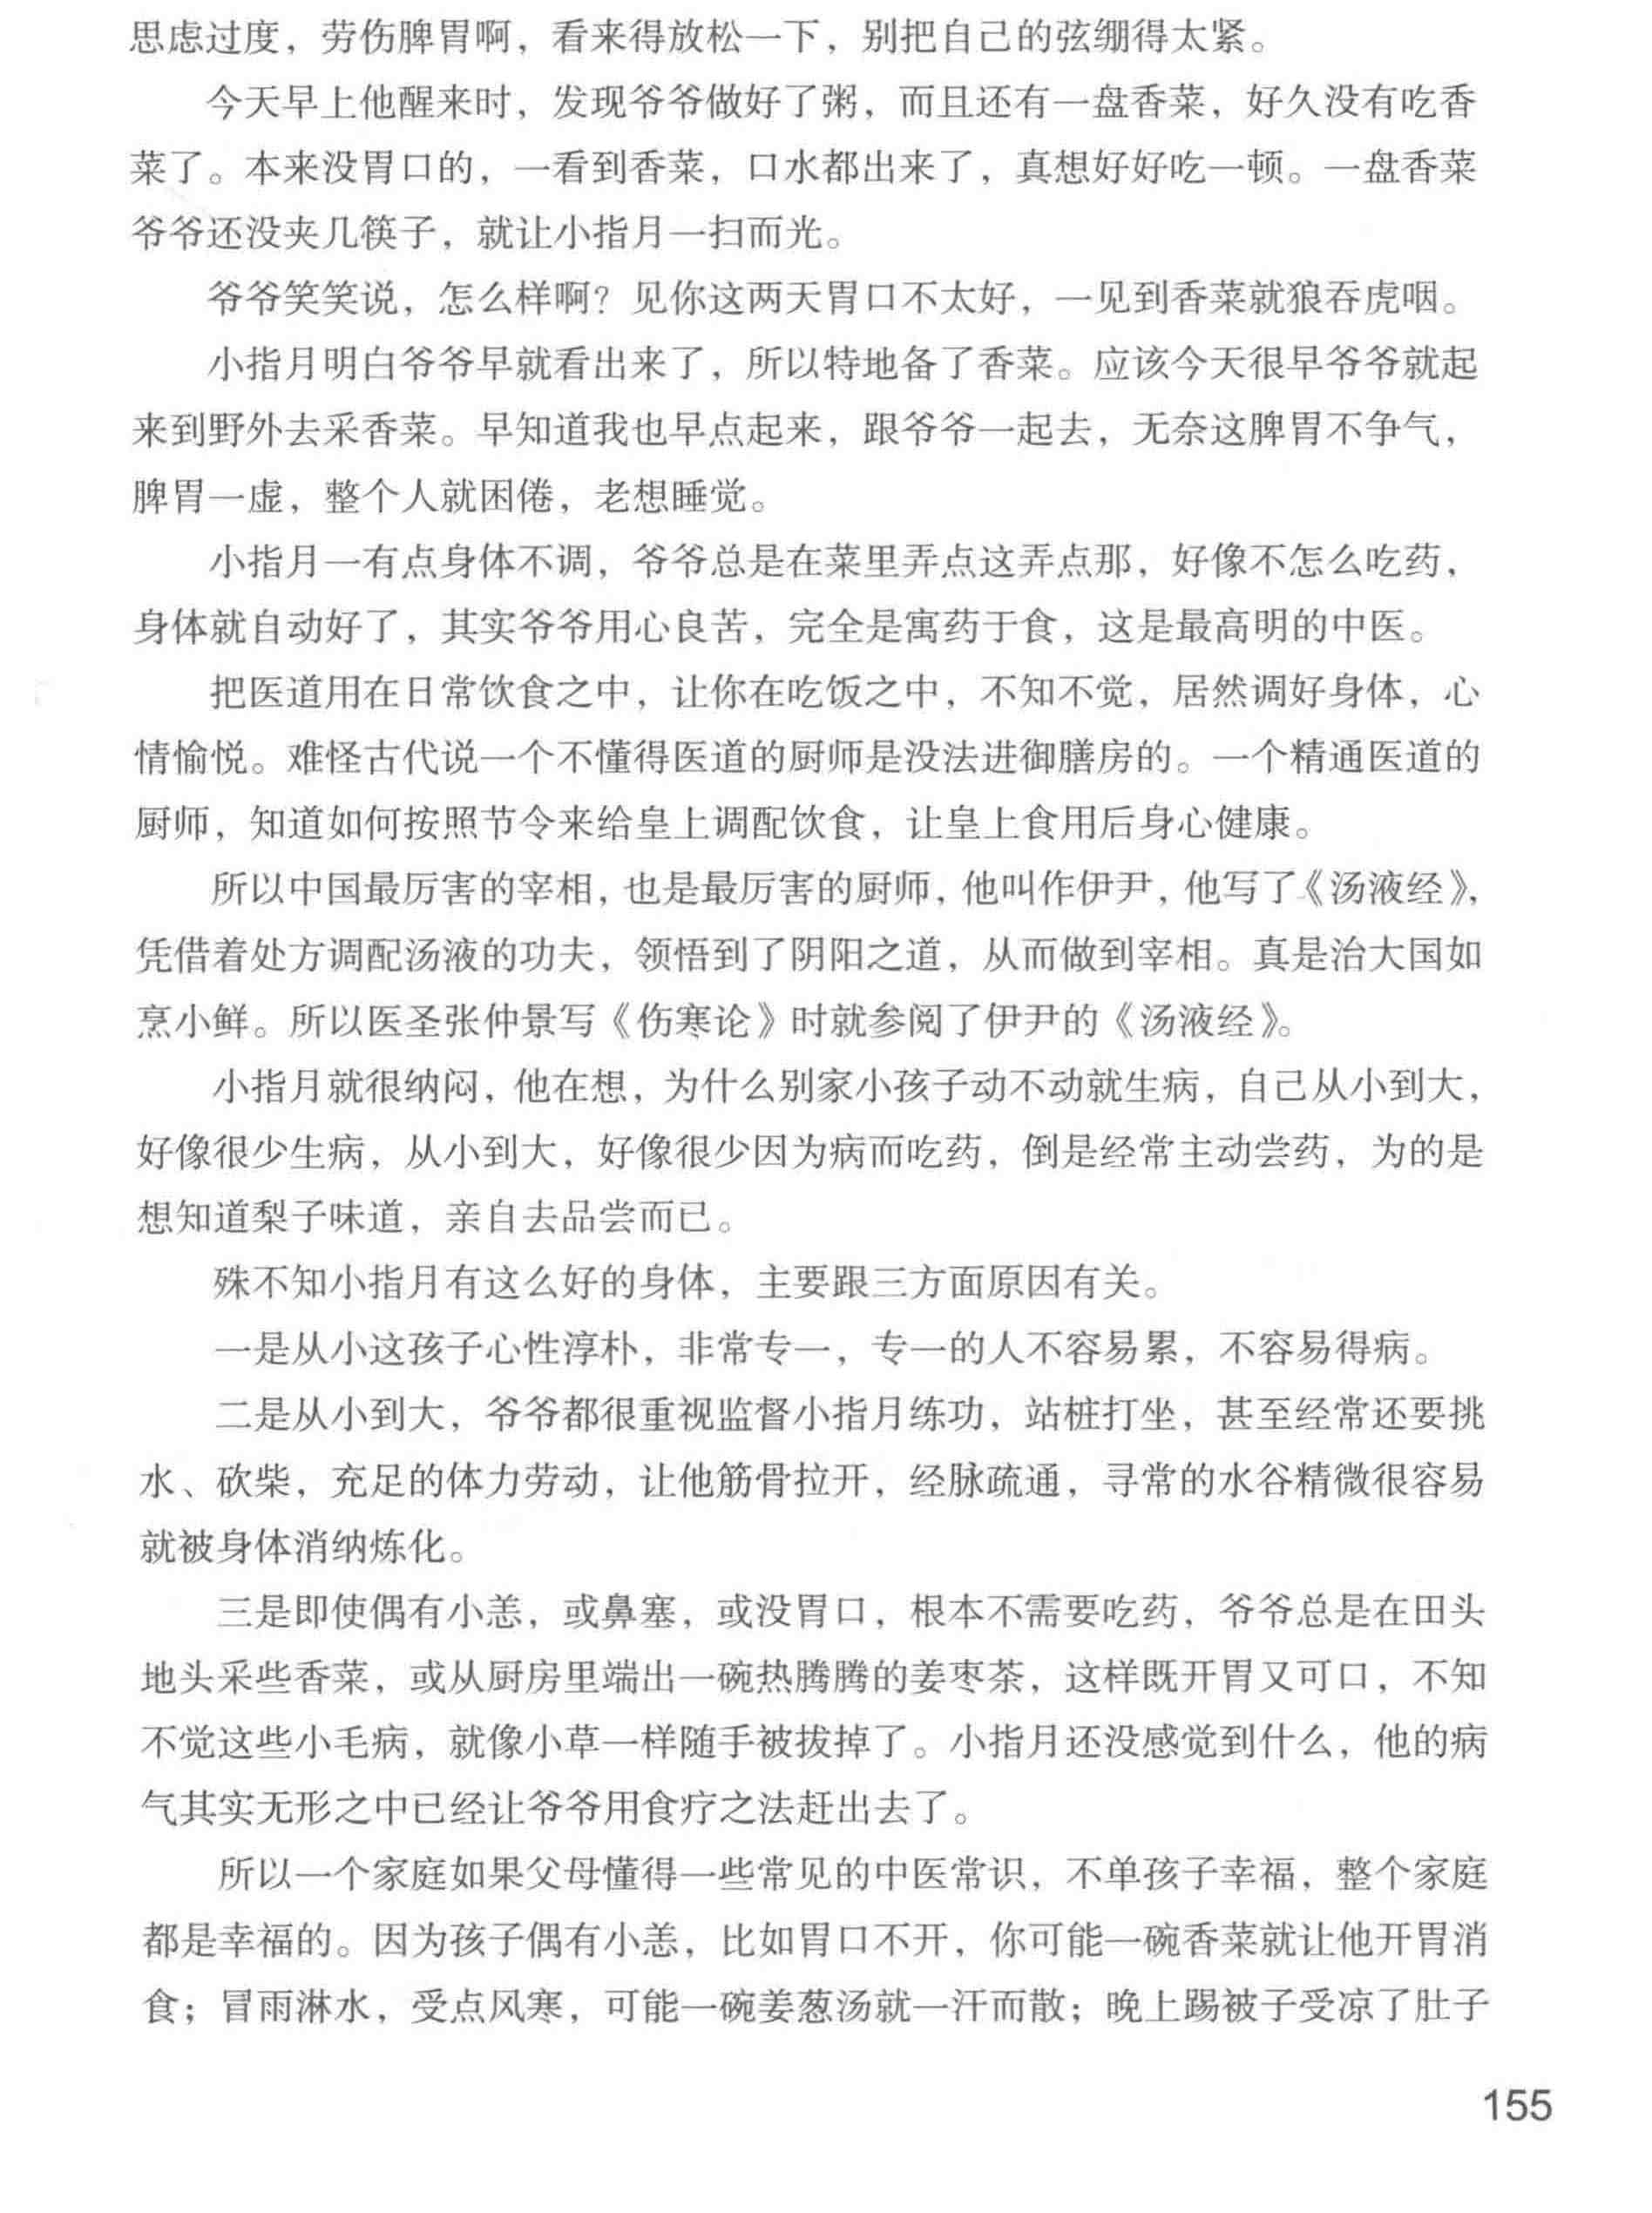 思虑过度，劳伤脾胃啊，看来得放松一下，别把自己的弦绷得太紧。
今天早上他醒来时，发现爷爷做好了粥，而且还有一盘香菜，好久没有吃香
菜了。本来没胃口的，一看到香菜，口水都出来了，真想好好吃一顿。一盘香菜
爷爷还没夹几筷子，就让小指月一扫而光。
爷爷笑笑说，怎么样啊？见你这两天胃口不太好，一见到香菜就狼吞虎咽。
小指月明白爷爷早就看出来了，所以特地备了香菜。应该今天很早爷爷就起
来到野外去采香菜。早知道我也早点起来，跟爷爷一起去，无奈这脾胃不争气，
脾胃一虚，整个人就困倦，老想睡觉。
小指月一有点身体不调，爷爷总是在菜里弄点这弄点那，好像不怎么吃药，
身体就自动好了，其实爷爷用心良苦，完全是寓药于食，这是最高明的中医。
把医道用在日常饮食之中，让你在吃饭之中，不知不觉，居然调好身体，心
情愉悦。难怪古代说一个不懂得医道的厨师是没法进御膳房的。一个精通医道的
厨师，知道如何按照节令来给皇上调配饮食，让皇上食用后身心健康。
所以中国最厉害的宰相，也是最厉害的厨师，他叫作伊尹，他写了《汤液经》，
凭借着处方调配汤液的功夫，领悟到了阴阳之道，从而做到宰相。真是治大国如
烹小鲜。所以医圣张仲景写《伤寒论》时就参阅了伊尹的《汤液经》。
小指月就很纳闷，他在想，为什么别家小孩子动不动就生病，自己从小到大，
好像很少生病，从小到大，好像很少因为病而吃药，倒是经常主动尝药，为的是
想知道梨子味道，亲自去品尝而已。
殊不知小指月有这么好的身体，主要跟三方面原因有关。
一是从小这孩子心性淳朴，非常专一，专一的人不容易累，不容易得病。
二是从小到大，爷爷都很重视监督小指月练功，站桩打坐，甚至经常还要挑
水、砍柴，充足的体力劳动，让他筋骨拉开，经脉疏通，寻常的水谷精微很容易
就被身体消纳炼化。
三是即使偶有小恙，或鼻塞，或没胃口，根本不需要吃药，爷爷总是在田头
地头采些香菜，或从厨房里端出一碗热腾腾的姜枣茶，这样既开胃又可口，不知
不觉这些小毛病，就像小草一样随手被拔掉了。小指月还没感觉到什么，他的病
气其实无形之中已经让爷爷用食疗之法赶出去了。
所以一个家庭如果父母懂得一些常见的中医常识，不单孩子幸福，整个家庭
都是幸福的。因为孩子偶有小恙，比如胃口不开，你可能一碗香菜就让他开胃消
食；冒雨淋水，受点风寒，可能一碗姜葱汤就一汗而散；晚上踢被子受凉了肚子
155